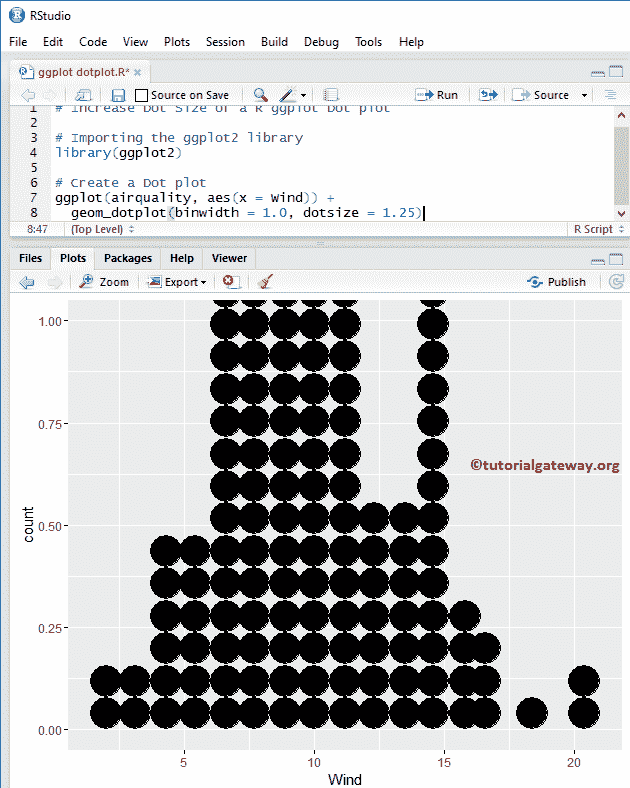 RStudio
File Edit Code View Plots Session Build Debug Tools Help
ggplot dotplot.R*
Source on Save Run Source
1 # Increase Dot Size of a R ggplot Dot plot
2
3 # Importing the ggplot2 library
4 library(ggplot2)
5
6 # Create a Dot plot
7 ggplot(airquality, aes(x = Wind)) +
8 geom_dotplot(binwidth = 1.0, dotsize = 1.25)
8:47 (Top Level) R Script
Files Plots Packages Help Viewer
Zoom Export Publish
1.00
0.75
©tutorialgateway.org
0.50
count
0.25
0.00
5 10 15 20
Wind